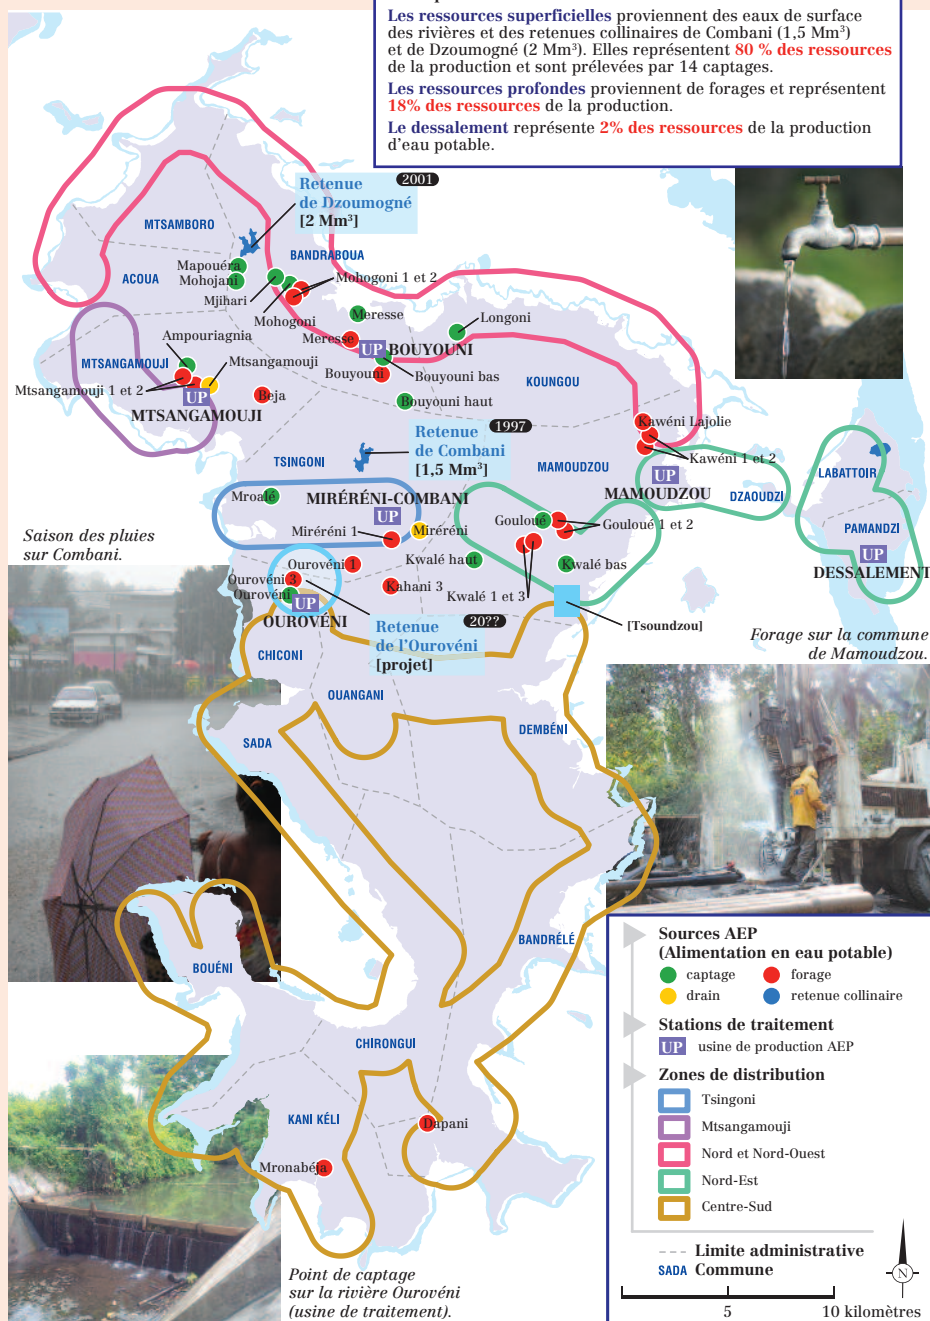 Les ressources superficielles proviennent des eaux de surface
des rivières et des retenues collinaires de Combani (1,5 Mm³)
et de Dzoumogné (2 Mm³). Elles représentent 80 % des ressources
de la production et sont prélevées par 14 captages.
Les ressources profondes proviennent de forages et représentent
18% des ressources de la production.
Le dessalement représente 2% des ressources de la production
d'eau potable.
Retenue
de Dzoumogné
[2 Mm³]
2001
MTSAMBORO
BANDRABOUA
ACOUA
Mapouéra
Mohojani
Mjihari
Mohogoni 1 et 2
Mohogoni
Meresse
Longoni
Ampouriagnia
Meresse
UP BOUYOUNI
MTSANGAMOUJI
Mtsangamouji
Bouyouni
Bouyouni bas
KOUNGOU
Mtsangamouji 1 et 2
UP
MTSANGAMOUJI
Beja
Bouyouni haut
Kawéni Lajolie
Kawéni 1 et 2
Retenue
de Combani
[1,5 Mm³]
1997
TSINGONI
MAMOUDZOU
UP
MAMOUDZOU
DZAOUDZI
LABATTOIR
PAMANDZI
UP
DESSALEMENT
Mroalé
MIRÉRÉNI-COMBANI
UP
Miréréni 1
Miréréni
Gouloué
Gouloué 1 et 2
Saison des pluies
sur Combani.
Ourovéni 1
Kwalé haut
Kwalé bas
Ourovéni 3
Ourovéni
UP
OUROVÉNI
Kahani 3
Kwalé 1 et 3
[Tsoundzou]
Retenue
de l'Ourovéni
[projet]
20??
Forage sur la commune
de Mamoudzou.
CHICONI
OUANGANI
SADA
DEMBÉNI
BANDRÉLÉ
BOUÉNI
CHIRONGUI
KANI KÉLI
Dapani
Mronabéja
Point de captage
sur la rivière Ourovéni
(usine de traitement).
Sources AEP
(Alimentation en eau potable)
captage
forage
drain
retenue collinaire
Stations de traitement
UP usine de production AEP
Zones de distribution
Tsingoni
Mtsangamouji
Nord et Nord-Ouest
Nord-Est
Centre-Sud
Limite administrative
SADA Commune
N
5
10 kilomètres